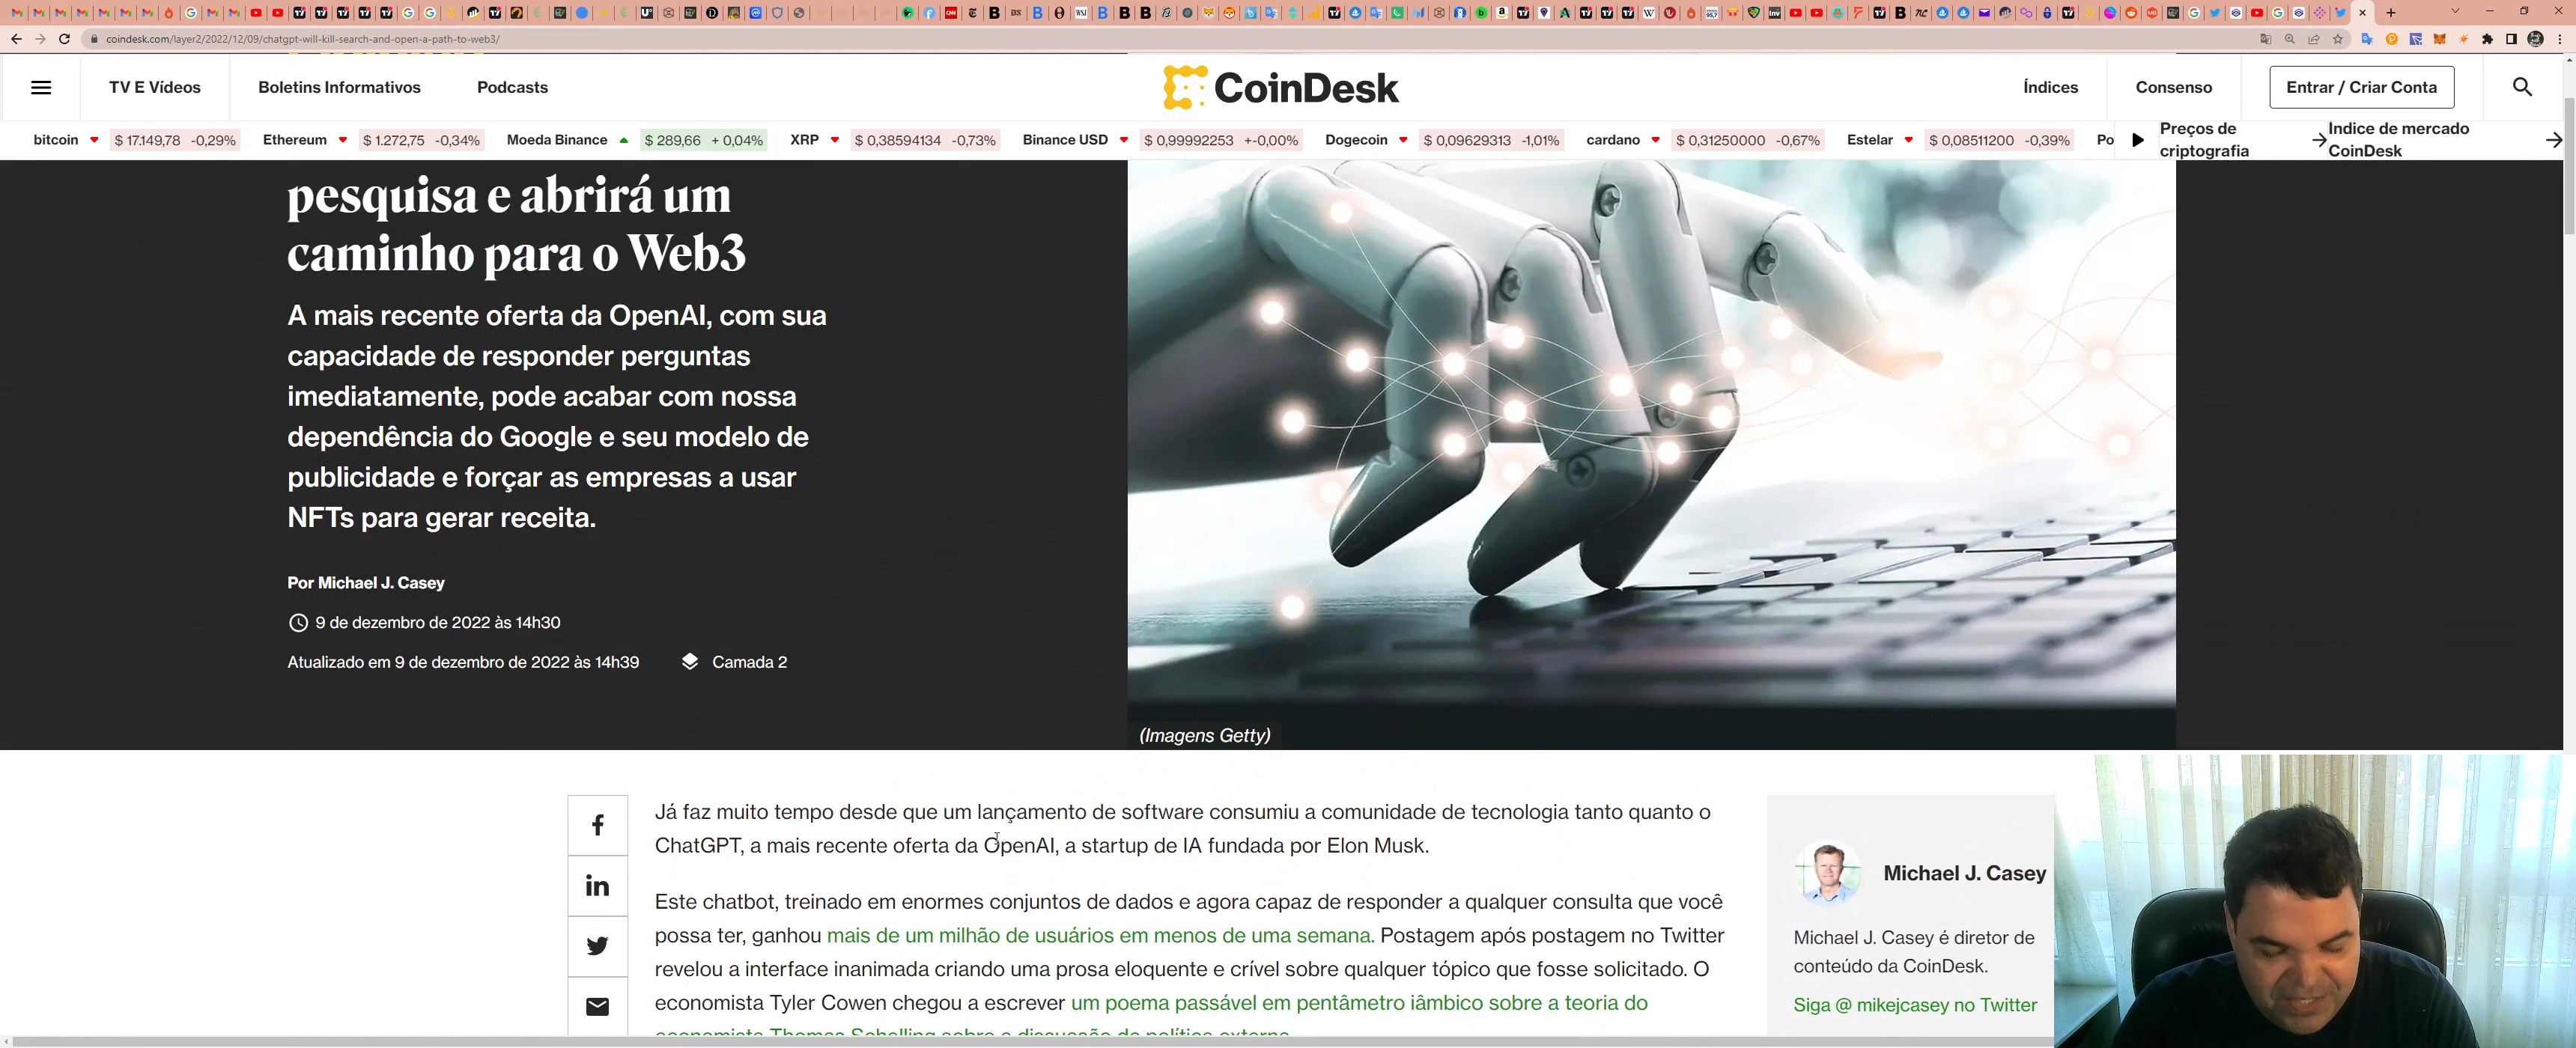 coindesk.com/layer2/2022/12/09/chatgpt-will-kill-search-and-open-a-path-to-web3/
TV E Vídeos
Boletins Informativos
Podcasts
CoinDesk
Índices
Consenso
Entrar / Criar Conta
bitcoin $ 17.149,78 -0,29% Ethereum $ 1.272,75 -0,34% Moeda Binance $ 289,66 + 0,04% XRP $ 0,38594134 -0,73% Binance USD $ 0,99992253 +-0,00% Dogecoin $ 0,09629313 -1,01% cardano $ 0,31250000 -0,67% Estelar $ 0,08511200 -0,39% Po
Preços de
criptografia
Indice de mercado
CoinDesk
pesquisa e abrirá um
caminho para o Web3
A mais recente oferta da OpenAI, com sua
capacidade de responder perguntas
imediatamente, pode acabar com nossa
dependência do Google e seu modelo de
publicidade e forçar as empresas a usar
NFTs para gerar receita.
Por Michael J. Casey
9 de dezembro de 2022 às 14h30
Atualizado em 9 de dezembro de 2022 às 14h39
Camada 2
(Imagens Getty)
Já faz muito tempo desde que um lançamento de software consumiu a comunidade de tecnologia tanto quanto o
ChatGPT, a mais recente oferta da OpenAI, a startup de IA fundada por Elon Musk.
Este chatbot, treinado em enormes conjuntos de dados e agora capaz de responder a qualquer consulta que você
possa ter, ganhou mais de um milhão de usuários em menos de uma semana. Postagem após postagem no Twitter
revelou a interface inanimada criando uma prosa eloquente e crível sobre qualquer tópico que fosse solicitado. O
economista Tyler Cowen chegou a escrever um poema passável em pentâmetro iâmbico sobre a teoria do
economista Thomas Schelling sobre a dissuasão da política externa.
Michael J. Casey
Michael J. Casey é diretor de
conteúdo da CoinDesk.
Siga @ mikejcasey no Twitter